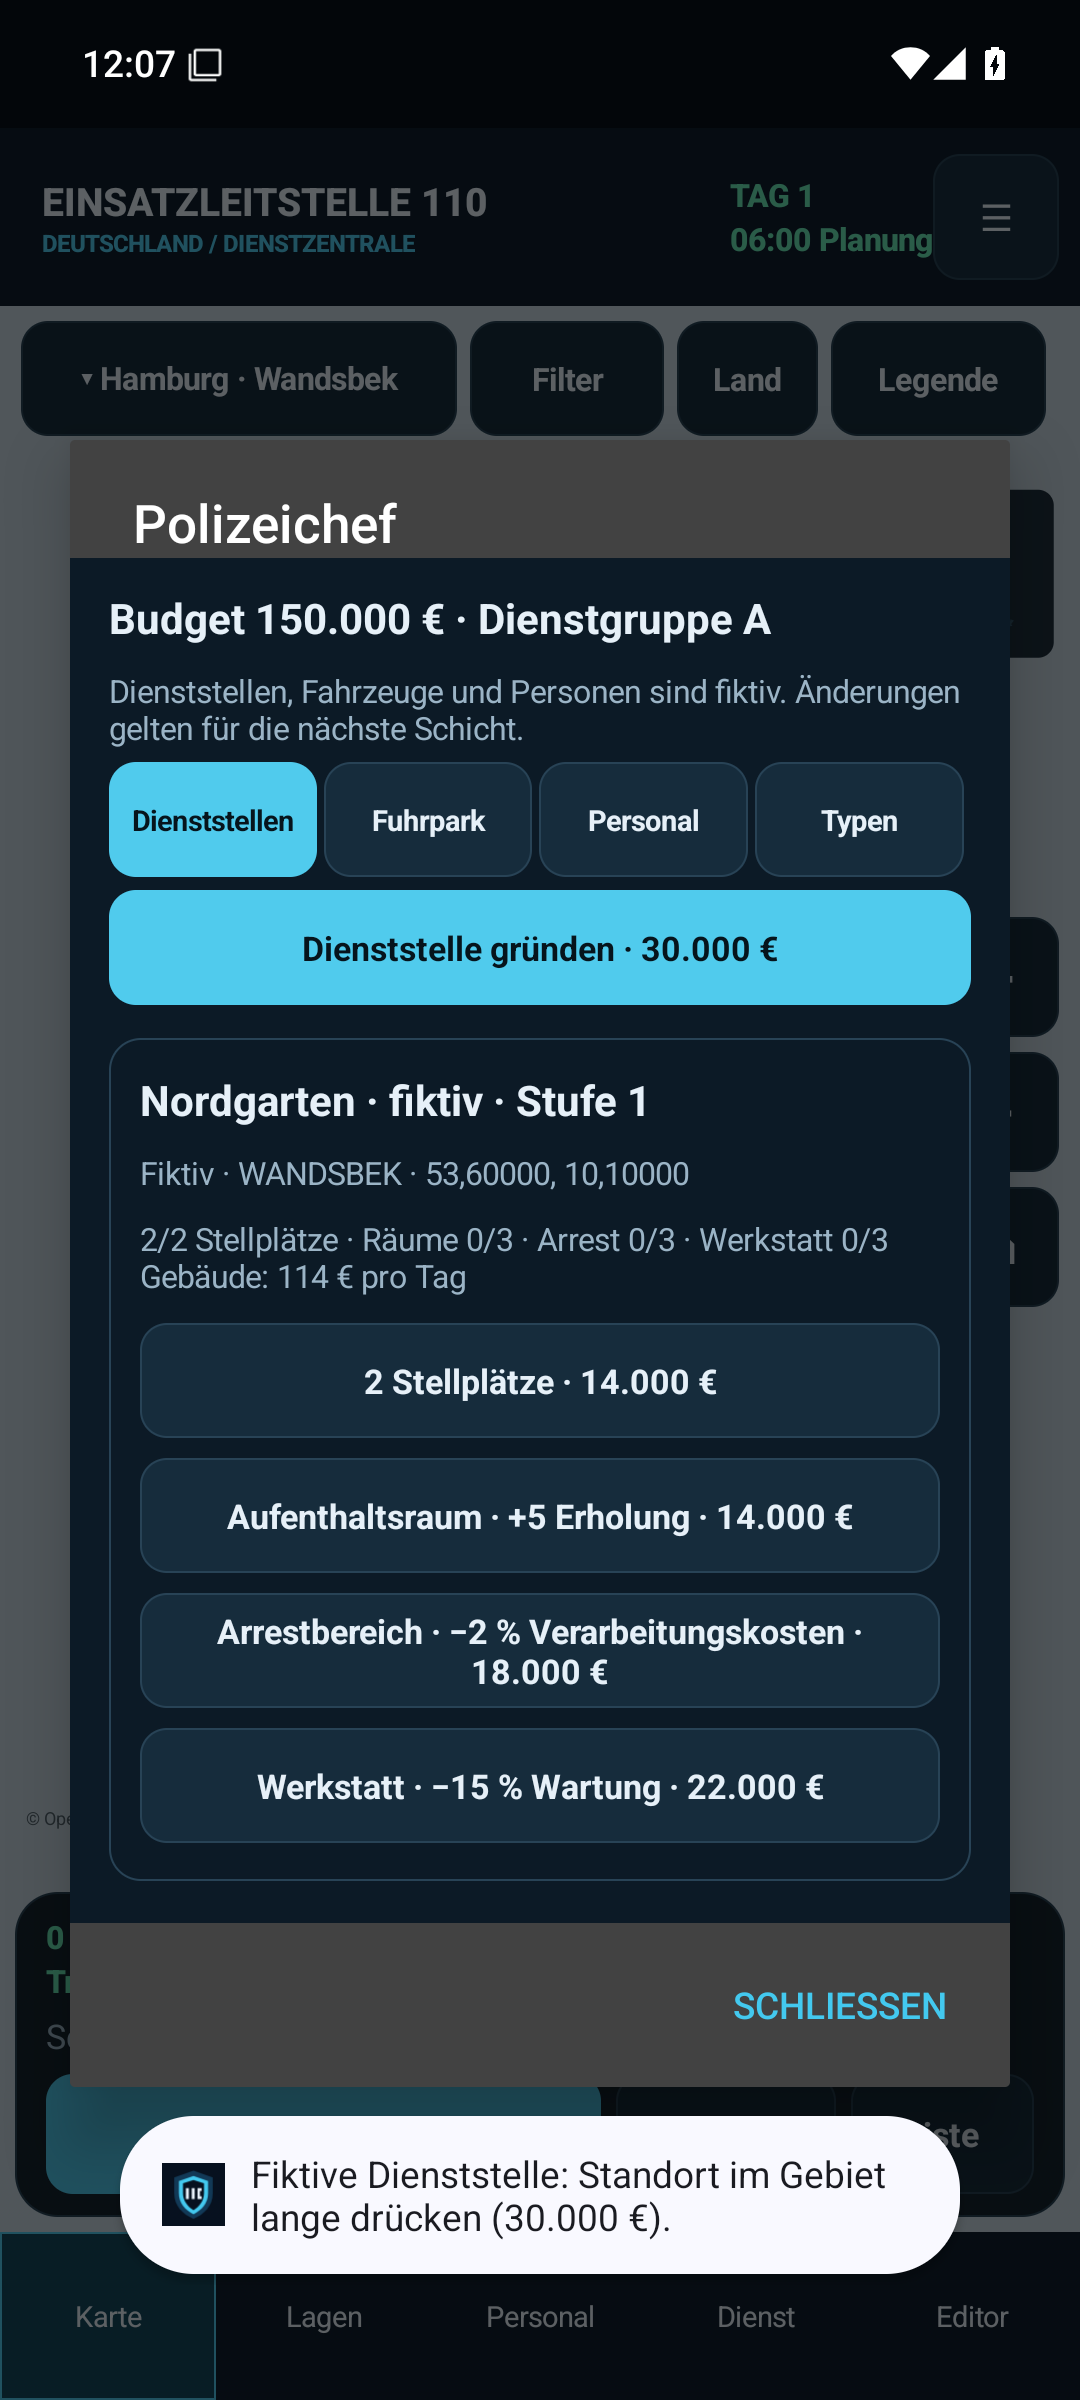 12:07
EINSATZLEITSTELLE 110
DEUTSCHLAND / DIENSTZENTRALE
TAG 1
06:00 Planung
▾ Hamburg · Wandsbek
Filter
Land
Legende
Polizeichef
Budget 150.000 € · Dienstgruppe A
Dienststellen, Fahrzeuge und Personen sind fiktiv. Änderungen
gelten für die nächste Schicht.
Dienststellen
Fuhrpark
Personal
Typen
Dienststelle gründen · 30.000 €
Nordgarten · fiktiv · Stufe 1
Fiktiv · WANDSBEK · 53,60000, 10,10000
2/2 Stellplätze · Räume 0/3 · Arrest 0/3 · Werkstatt 0/3
Gebäude: 114 € pro Tag
2 Stellplätze · 14.000 €
Aufenthaltsraum · +5 Erholung · 14.000 €
Arrestbereich · −2 % Verarbeitungskosten ·
18.000 €
Werkstatt · −15 % Wartung · 22.000 €
0
SCHLIESSEN
Fiktive Dienststelle: Standort im Gebiet
lange drücken (30.000 €).
Karte
Lagen
Personal
Dienst
Editor